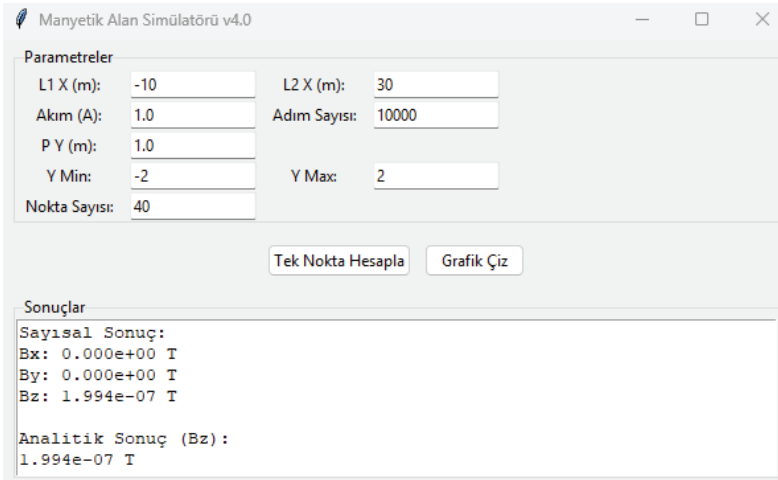 Manyetik Alan Simülatörü v4.0
Parametreler
L1 X (m): -10 L2 X (m): 30
Akım (A): 1.0 Adım Sayısı: 10000
P Y (m): 1.0
Y Min: -2 Y Max: 2
Nokta Sayısı: 40
Tek Nokta Hesapla Grafik Çiz
Sonuçlar
Sayısal Sonuç:
Bx: 0.000e+00 T
By: 0.000e+00 T
Bz: 1.994e-07 T
Analitik Sonuç (Bz):
1.994e-07 T